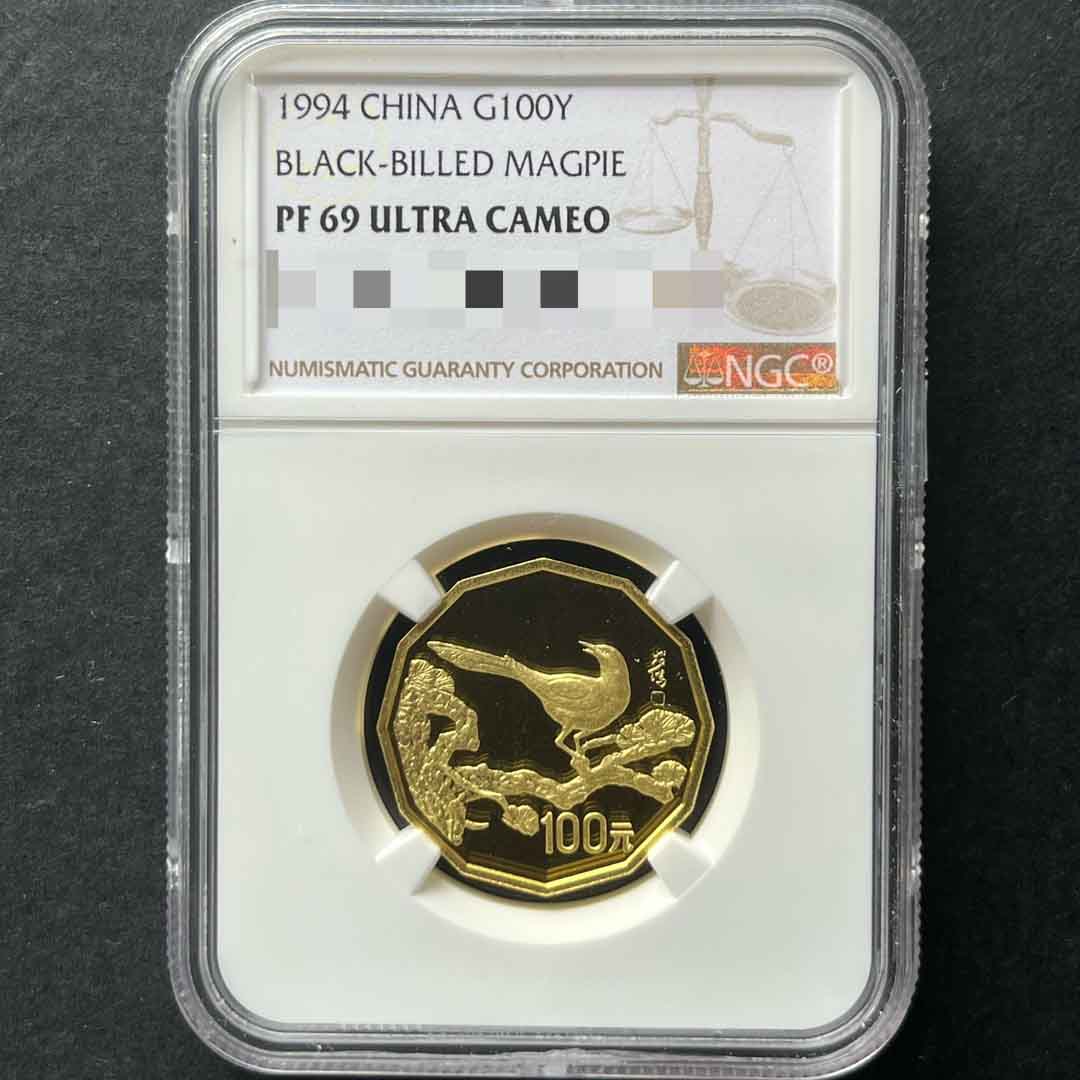 1994 CHINA G100Y
BLACK-BILLED MAGPIE
PF 69 ULTRA CAMEO
NUMISMATIC GUARANTY CORPORATION
NGC®
100元